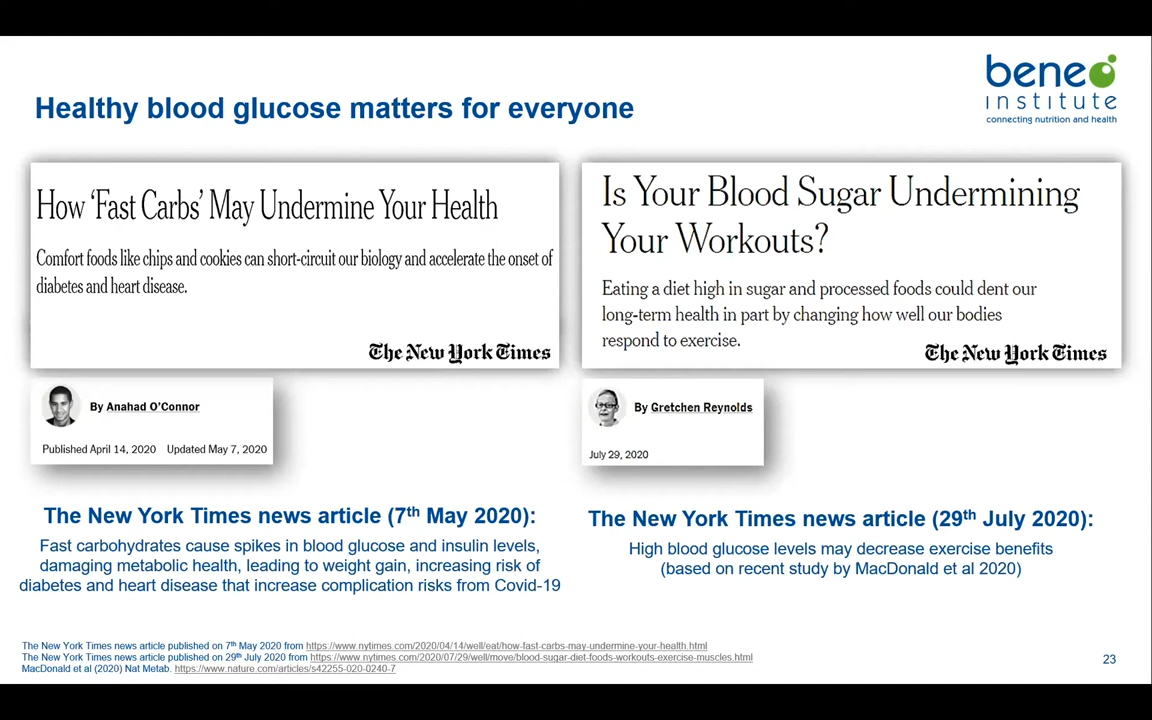 beneo
institute
connecting nutrition and health
Healthy blood glucose matters for everyone
How ‘Fast Carbs’ May Undermine Your Health
Comfort foods like chips and cookies can short-circuit our biology and accelerate the onset of
diabetes and heart disease.
The New York Times
By Anahad O’Connor
Published April 14, 2020 Updated May 7, 2020
The New York Times news article (7th May 2020):
Fast carbohydrates cause spikes in blood glucose and insulin levels,
damaging metabolic health, leading to weight gain, increasing risk of
diabetes and heart disease that increase complication risks from Covid-19
Is Your Blood Sugar Undermining
Your Workouts?
Eating a diet high in sugar and processed foods could dent our
long-term health in part by changing how well our bodies
respond to exercise.
The New York Times
By Gretchen Reynolds
July 29, 2020
The New York Times news article (29th July 2020):
High blood glucose levels may decrease exercise benefits
(based on recent study by MacDonald et al 2020)
The New York Times news article published on 7th May 2020 from https://www.nytimes.com/2020/04/14/well/eat/how-fast-carbs-may-undermine-your-health.html
The New York Times news article published on 29th July 2020 from https://www.nytimes.com/2020/07/29/well/move/blood-sugar-diet-foods-workouts-exercise-muscles.html
MacDonald et al (2020) Nat Metab. https://www.nature.com/articles/s42255-020-0240-7
23